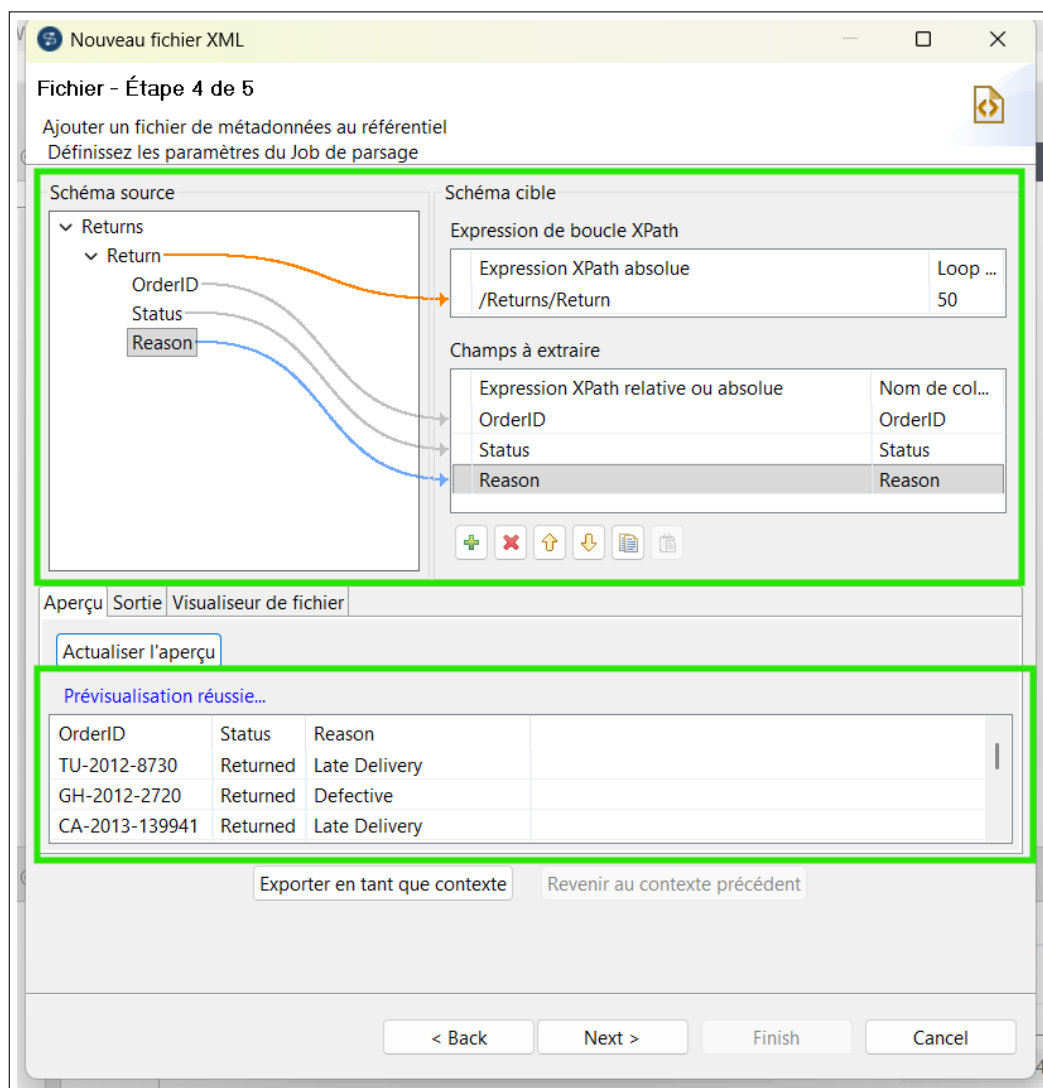 Nouveau fichier XML
Fichier - Étape 4 de 5
Ajouter un fichier de métadonnées au référentiel
Définissez les paramètres du Job de parsage
Schéma source
Returns
Return
OrderID
Status
Reason
Schéma cible
Expression de boucle XPath
Expression XPath absolue Loop ...
/Returns/Return 50
Champs à extraire
Expression XPath relative ou absolue Nom de col...
OrderID OrderID
Status Status
Reason Reason
Aperçu Sortie Visualiseur de fichier
Actualiser l'aperçu
Prévisualisation réussie...
OrderID Status Reason
TU-2012-8730 Returned Late Delivery
GH-2012-2720 Returned Defective
CA-2013-139941 Returned Late Delivery
Exporter en tant que contexte Revenir au contexte précédent
< Back Next > Finish Cancel